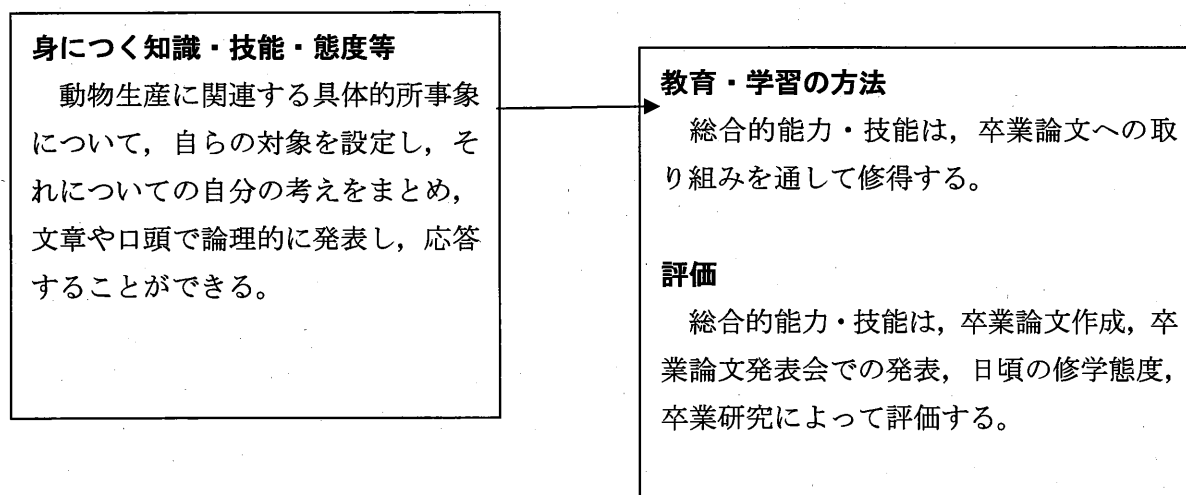 身につく知識・技能・態度等
動物生産に関連する具体的所事象
について，自らの対象を設定し，そ
れについての自分の考えをまとめ，
文章や口頭で論理的に発表し，応答
することができる。
教育・学習の方法
総合的能力・技能は，卒業論文への取
り組みを通して修得する。
評価
総合的能力・技能は，卒業論文作成，卒
業論文発表会での発表，日頃の修学態度，
卒業研究によって評価する。